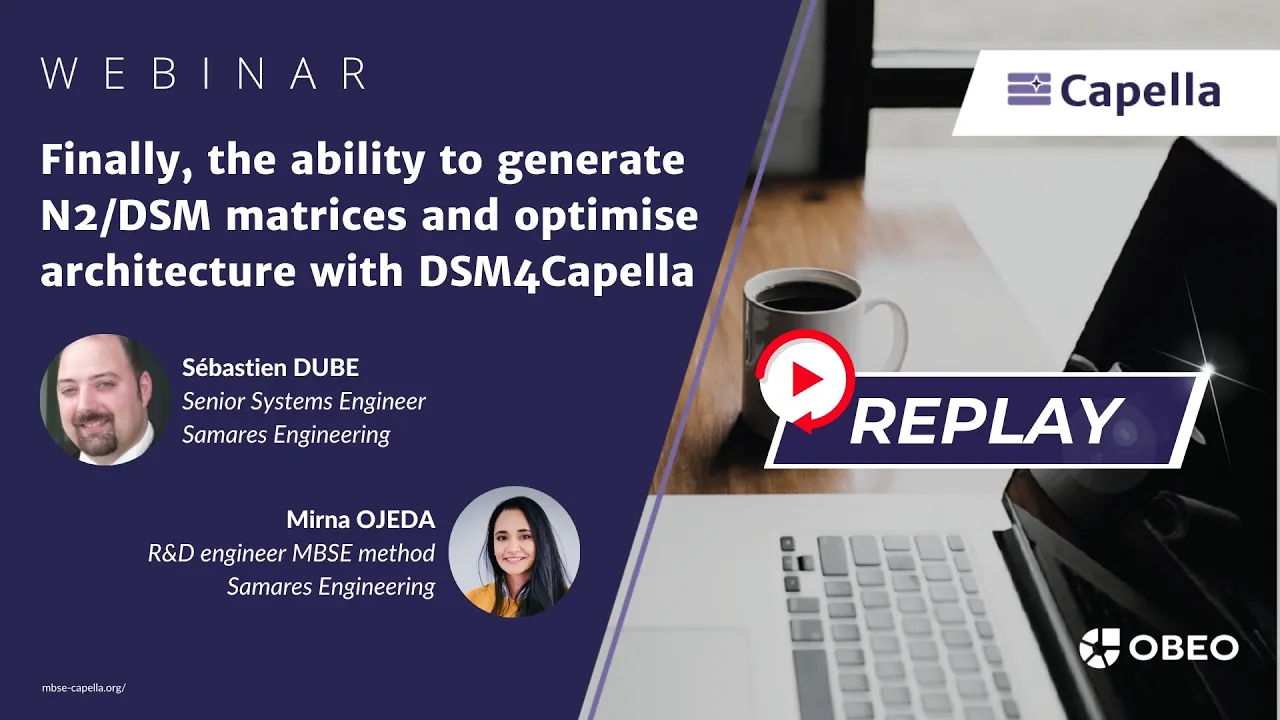 WEBINAR
Finally, the ability to generate
N2/DSM matrices and optimise
architecture with DSM4Capella
Sébastien DUBE
Senior Systems Engineer
Samares Engineering
Mirna OJEDA
R&D engineer MBSE method
Samares Engineering
mbse-capella.org/
Capella
REPLAY
OBEO